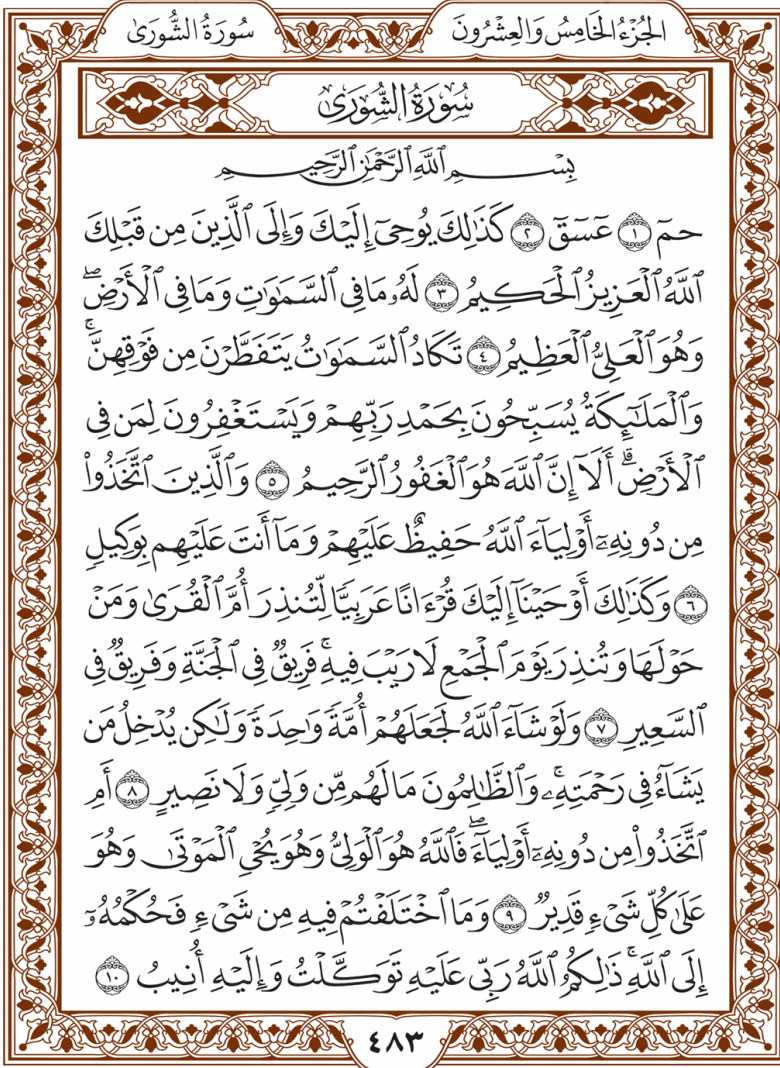 الجُزْءُ الخَامِسُ وَالعِشْرُونَ
سُورَةُ الشُّورَىٰ
سُورَةُ الشُّورَىٰ
بِسْمِ ٱللَّهِ ٱلرَّحْمَٰنِ ٱلرَّحِيمِ
حمٓ ١ عٓسٓقٓ ٢ كَذَٰلِكَ يُوحِىٓ إِلَيْكَ وَإِلَى ٱلَّذِينَ مِن قَبْلِكَ
ٱللَّهُ ٱلْعَزِيزُ ٱلْحَكِيمُ ٣ لَهُۥ مَا فِى ٱلسَّمَٰوَٰتِ وَمَا فِى ٱلْأَرْضِۖ
وَهُوَ ٱلْعَلِىُّ ٱلْعَظِيمُ ٤ تَكَادُ ٱلسَّمَٰوَٰتُ يَتَفَطَّرْنَ مِن فَوْقِهِنَّۚ
وَٱلْمَلَٰٓئِكَةُ يُسَبِّحُونَ بِحَمْدِ رَبِّهِمْ وَيَسْتَغْفِرُونَ لِمَن فِى
ٱلْأَرْضِۗ أَلَآ إِنَّ ٱللَّهَ هُوَ ٱلْغَفُورُ ٱلرَّحِيمُ ٥ وَٱلَّذِينَ ٱتَّخَذُوا۟
مِن دُونِهِۦٓ أَوْلِيَآءَ ٱللَّهُ حَفِيظٌ عَلَيْهِمْ وَمَآ أَنتَ عَلَيْهِم بِوَكِيلٍ
٦ وَكَذَٰلِكَ أَوْحَيْنَآ إِلَيْكَ قُرْءَانًا عَرَبِيًّا لِّتُنذِرَ أُمَّ ٱلْقُرَىٰ وَمَنْ
حَوْلَهَا وَتُنذِرَ يَوْمَ ٱلْجَمْعِ لَا رَيْبَ فِيهِۚ فَرِيقٌ فِى ٱلْجَنَّةِ وَفَرِيقٌ فِى
ٱلسَّعِيرِ ٧ وَلَوْ شَآءَ ٱللَّهُ لَجَعَلَهُمْ أُمَّةً وَٰحِدَةً وَلَٰكِن يُدْخِلُ مَن
يَشَآءُ فِى رَحْمَتِهِۦۚ وَٱلظَّٰلِمُونَ مَا لَهُم مِّن وَلِىٍّ وَلَا نَصِيرٍ ٨ أَمِ
ٱتَّخَذُوا۟ مِن دُونِهِۦٓ أَوْلِيَآءَۖ فَٱللَّهُ هُوَ ٱلْوَلِىُّ وَهُوَ يُحْىِ ٱلْمَوْتَىٰ وَهُوَ
عَلَىٰ كُلِّ شَىْءٍ قَدِيرٌ ٩ وَمَا ٱخْتَلَفْتُمْ فِيهِ مِن شَىْءٍ فَحُكْمُهُۥٓ
إِلَى ٱللَّهِۚ ذَٰلِكُمُ ٱللَّهُ رَبِّى عَلَيْهِ تَوَكَّلْتُ وَإِلَيْهِ أُنِيبُ ١٠
٤٨٣